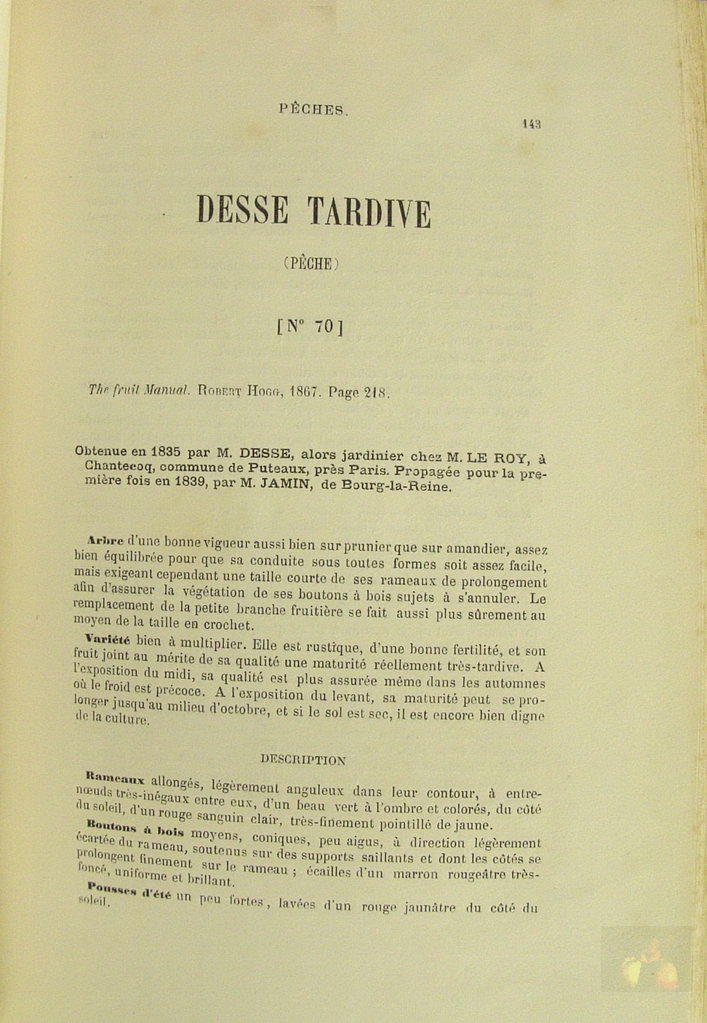 PÊCHES.
143
DESSE TARDIVE
(PÊCHE)
[N° 70]
The fruit Manual. ROBERT HOGG, 1867. Page 218.
Obtenue en 1835 par M. DESSE, alors jardinier chez M. LE ROY, à
Chantecoq, commune de Puteaux, près Paris. Propagée pour la pre-
mière fois en 1839, par M. JAMIN, de Bourg-la-Reine.
Arbre d'une bonne vigueur aussi bien sur prunier que sur amandier, assez
bien équilibrée pour que sa conduite sous toutes formes soit assez facile,
mais exigeant cependant une taille courte de ses rameaux de prolongement
afin d'assurer la végétation de ses boutons à bois sujets à s'annuler. Le
remplacement de la petite branche fruitière se fait aussi plus sûrement au
moyen de la taille en crochet.
Variété bien à multiplier. Elle est rustique, d'une bonne fertilité, et son
fruit joint au mérite de sa qualité une maturité réellement très-tardive. A
l'exposition du midi, sa qualité est plus assurée même dans les automnes
où le froid est précoce. A l'exposition du levant, sa maturité peut se pro-
longer jusqu'au milieu d'octobre, et si le sol est sec, il est encore bien digne
de la culture.
DESCRIPTION
Rameaux allongés, légèrement anguleux dans leur contour, à entre-
nœuds très-inégaux entre eux, d'un beau vert à l'ombre et colorés, du côté
du soleil, d'un rouge sanguin clair, très-finement pointillé de jaune.
Boutons à bois moyens, coniques, peu aigus, à direction légèrement
écartée du rameau, soutenus sur des supports saillants et dont les côtés se
prolongent finement sur le rameau ; écailles d'un marron rougeâtre très-
foncé, uniforme et brillant.
Pousses d'été un peu fortes, lavées d'un rouge jaunâtre du côté du
soleil.